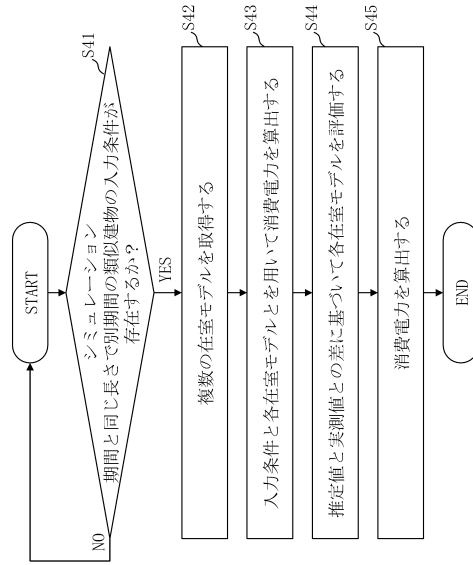 START
S41
シミュレーション
期間と同じ長さで別期間の類似建物の入力条件が
存在するか?
NO
YES
S42
複数の在室モデルを取得する
S43
入力条件と各在室モデルとを用いて消費電力を算出する
S44
推定値と実測値との差に基づいて各在室モデルを評価する
S45
消費電力を算出する
END